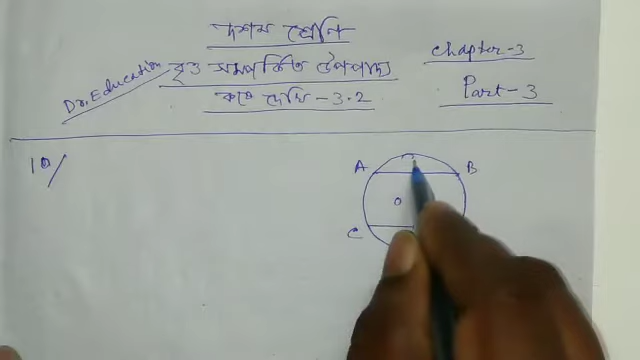 দশম শ্রেণি
Dr. Education
বৃত্ত সম্পর্কিত উপপাদ্য
কষে দেখি - 3.2
chapter-3
Part-3
10/
A B
O
C